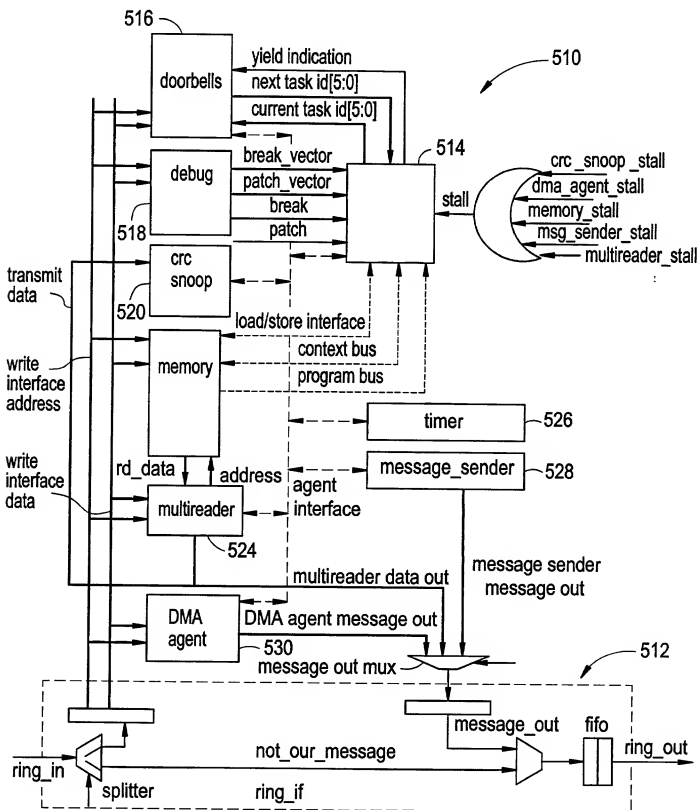 516
doorbells
yield indication
next task id[5:0]
current task id[5:0]
510
514
debug
518
break_vector
patch_vector
break
patch
stall
crc_snoop_stall
dma_agent_stall
memory_stall
msg_sender_stall
multireader_stall
crc
snoop
520
transmit
data
load/store interface
context bus
program bus
memory
write
interface
address
timer
526
message_sender
528
rd_data
address
write
interface
data
agent
interface
multireader
524
message sender
message out
multireader data out
DMA
agent
530
DMA agent message out
message out mux
512
message_out
fifo
ring_in
not_our_message
ring_out
splitter
ring_if